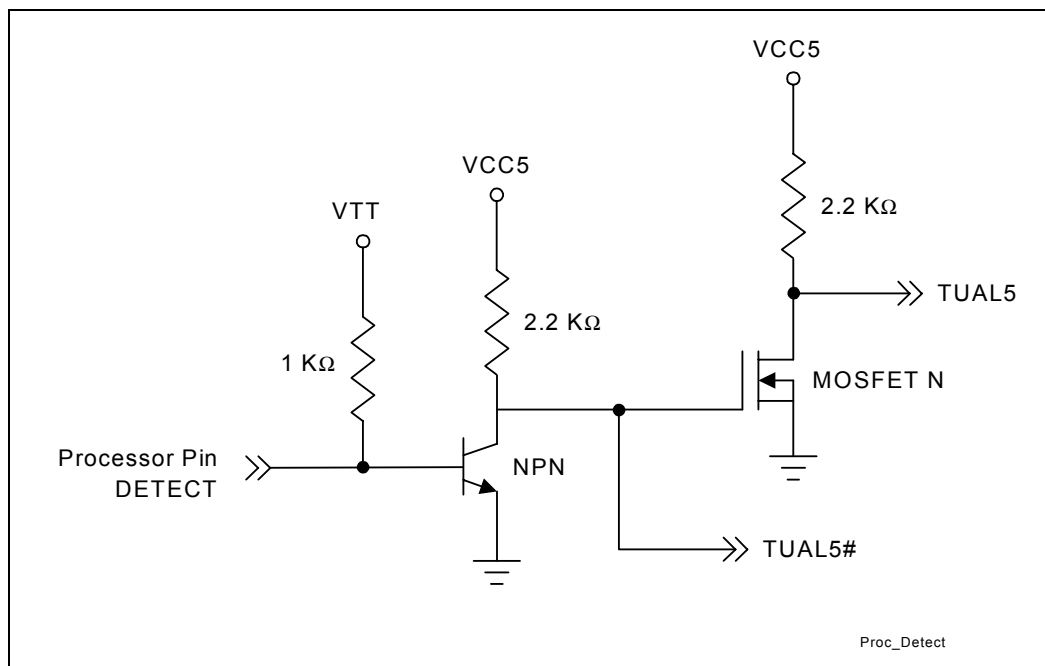 VCC5
VCC5
VTT
2.2 KΩ
TUAL5
2.2 KΩ
1 KΩ
MOSFET N
Processor Pin
DETECT
NPN
TUAL5#
Proc_Detect